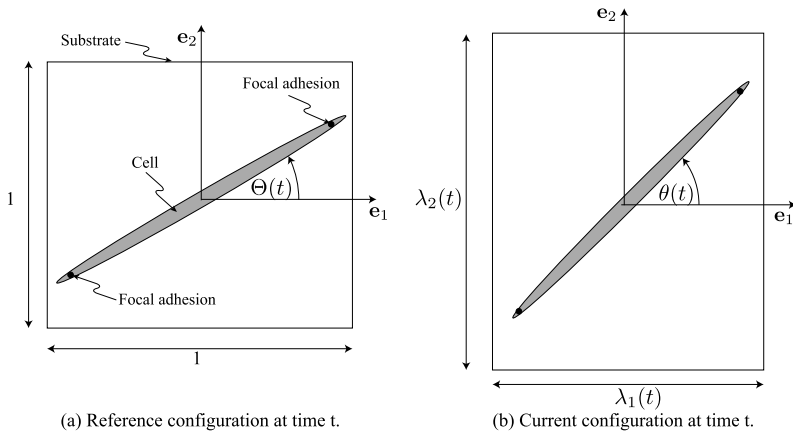 e₂
Substrate
Focal adhesion
Cell
Θ(t)
e₁
1
Focal adhesion
1
(a) Reference configuration at time t.
e₂
λ₂(t)
θ(t)
e₁
λ₁(t)
(b) Current configuration at time t.